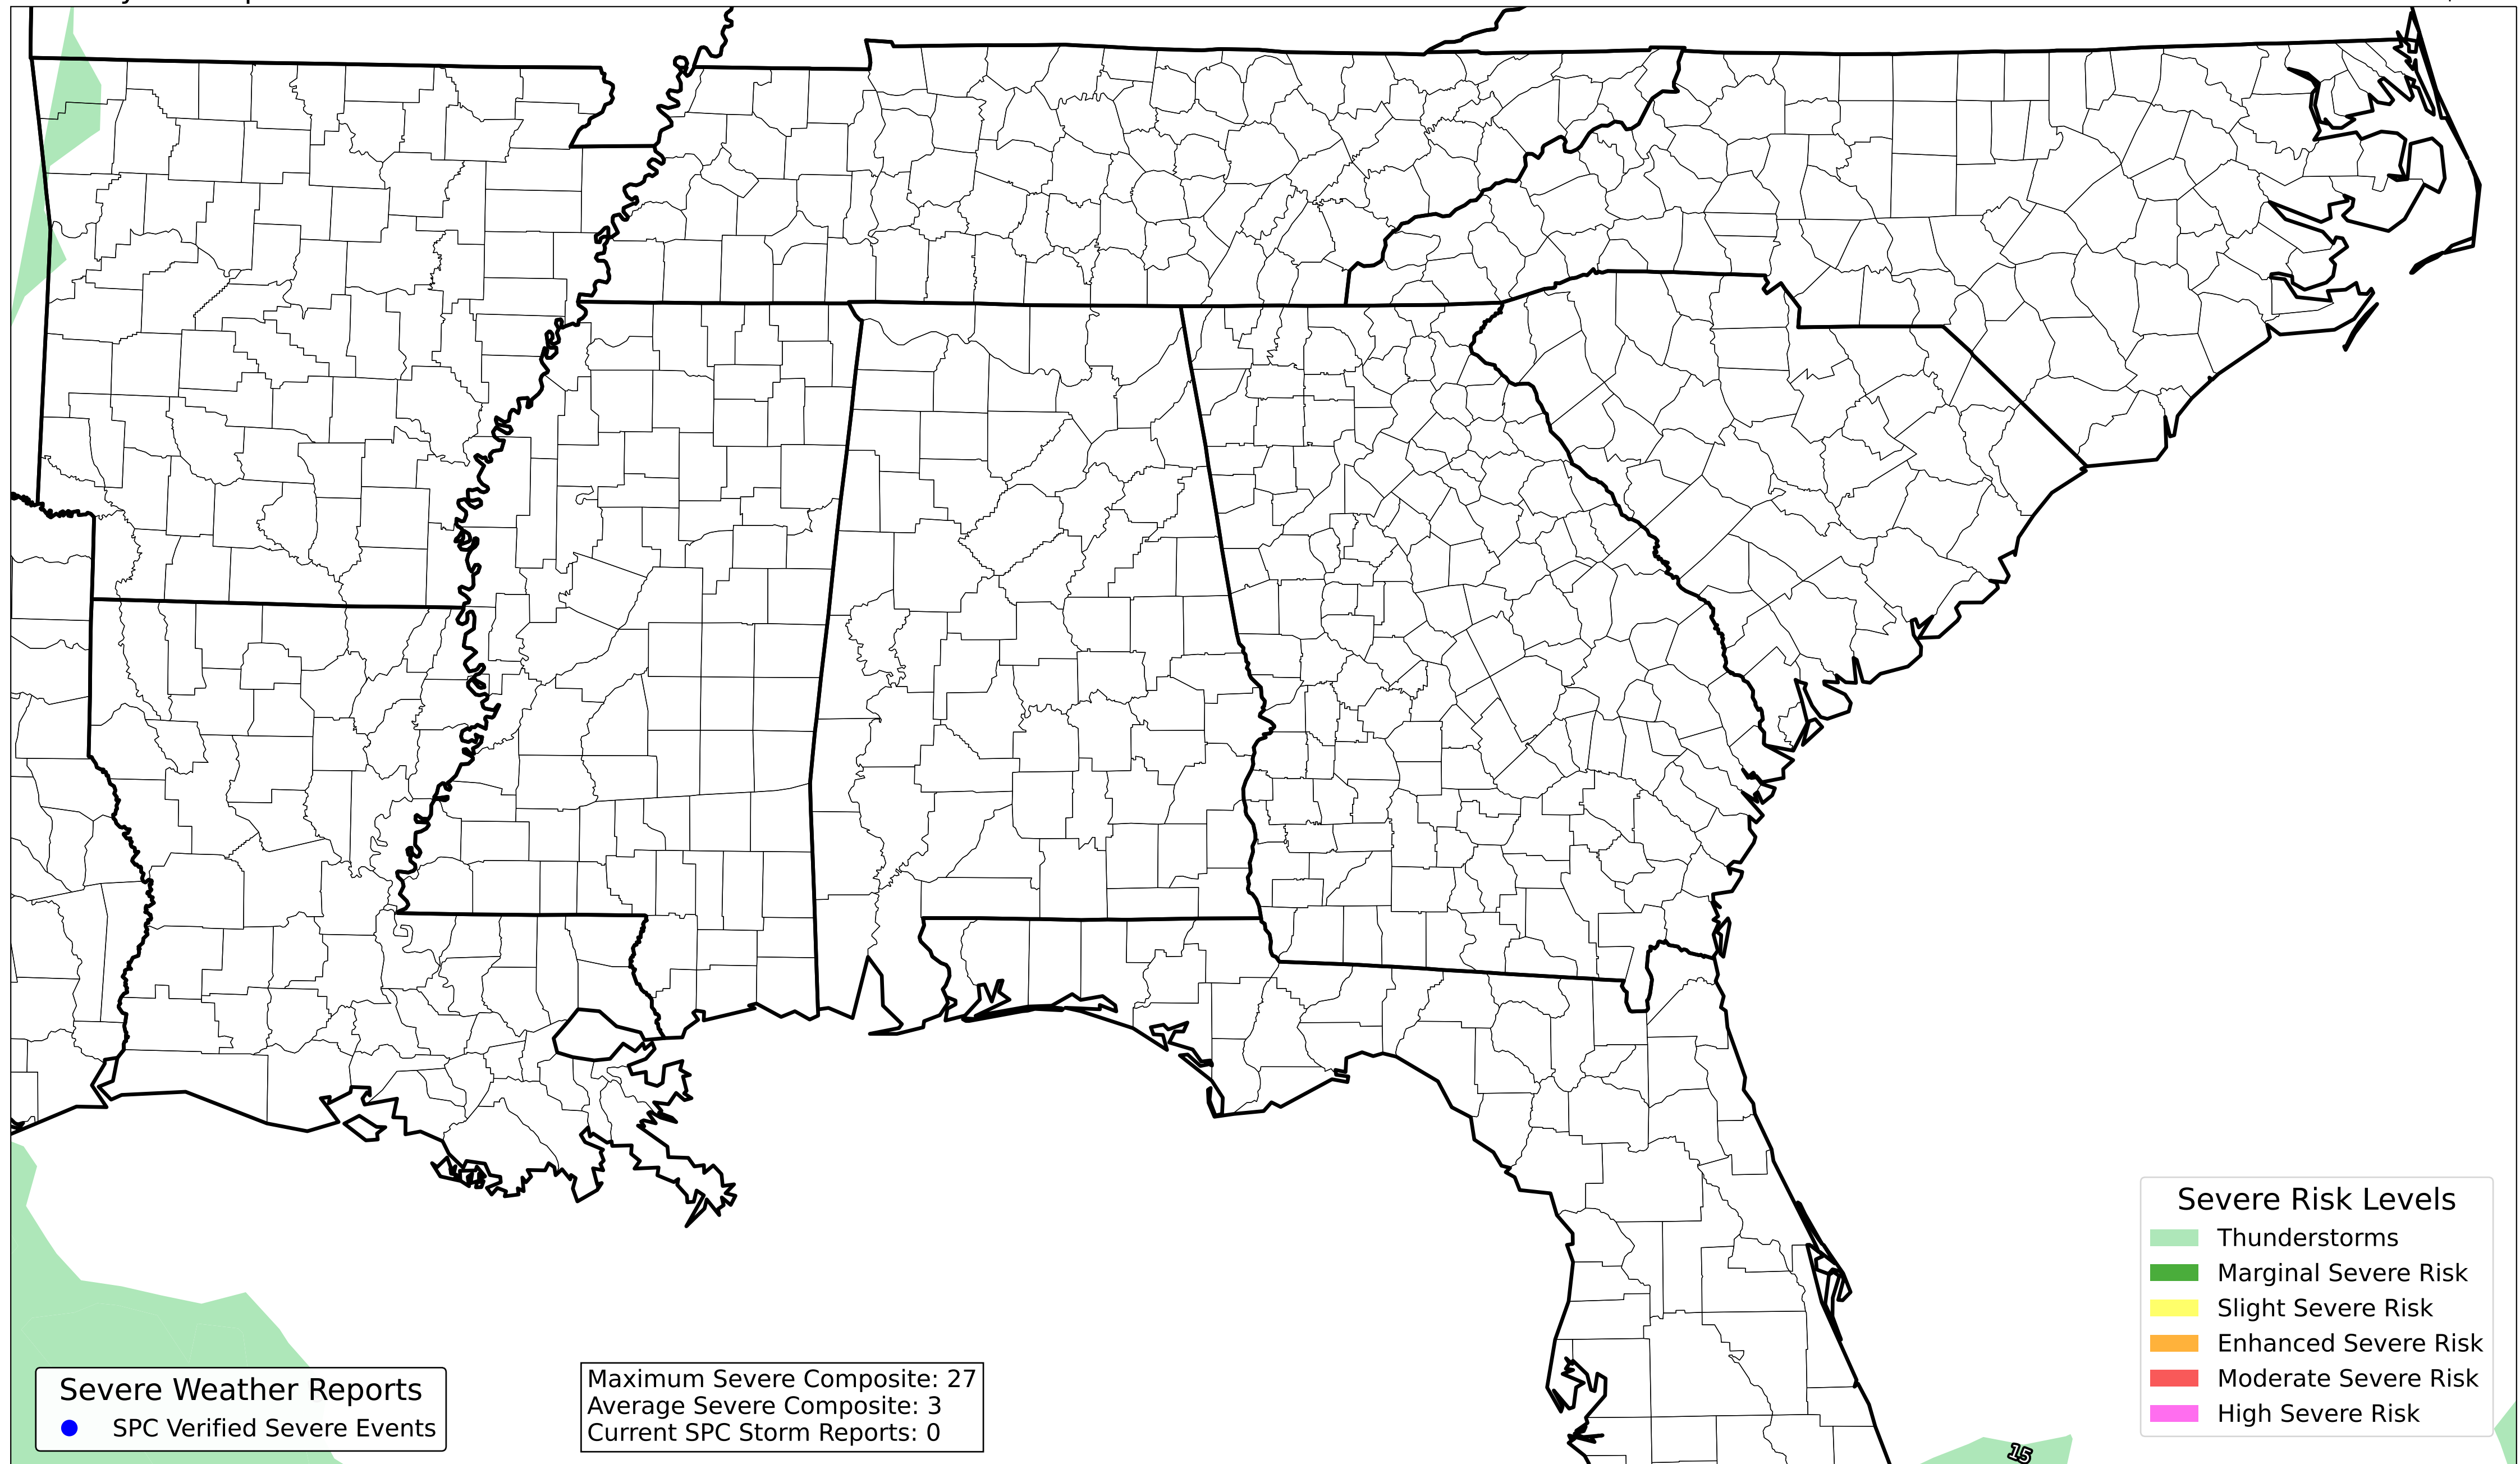 Severe Weather Reports
SPC Verified Severe Events
Maximum Severe Composite: 27
Average Severe Composite: 3
Current SPC Storm Reports: 0
Severe Risk Levels
Thunderstorms
Marginal Severe Risk
Slight Severe Risk
Enhanced Severe Risk
Moderate Severe Risk
High Severe Risk
15